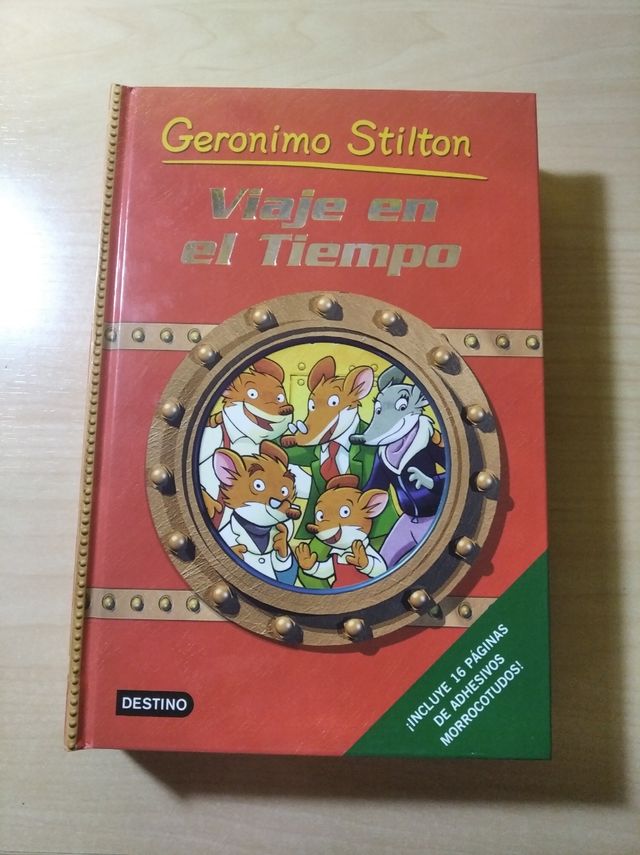 Geronimo Stilton
Viaje en
el Tiempo
¡INCLUYE 16 PÁGINAS
DE ADHESIVOS
MORROCOTUDOS!
DESTINO